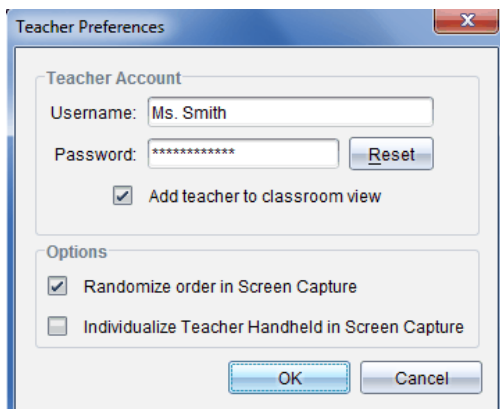 Teacher Preferences
Teacher Account
Username: Ms. Smith
Password: ************ Reset
Add teacher to classroom view
Options
Randomize order in Screen Capture
Individualize Teacher Handheld in Screen Capture
OK Cancel